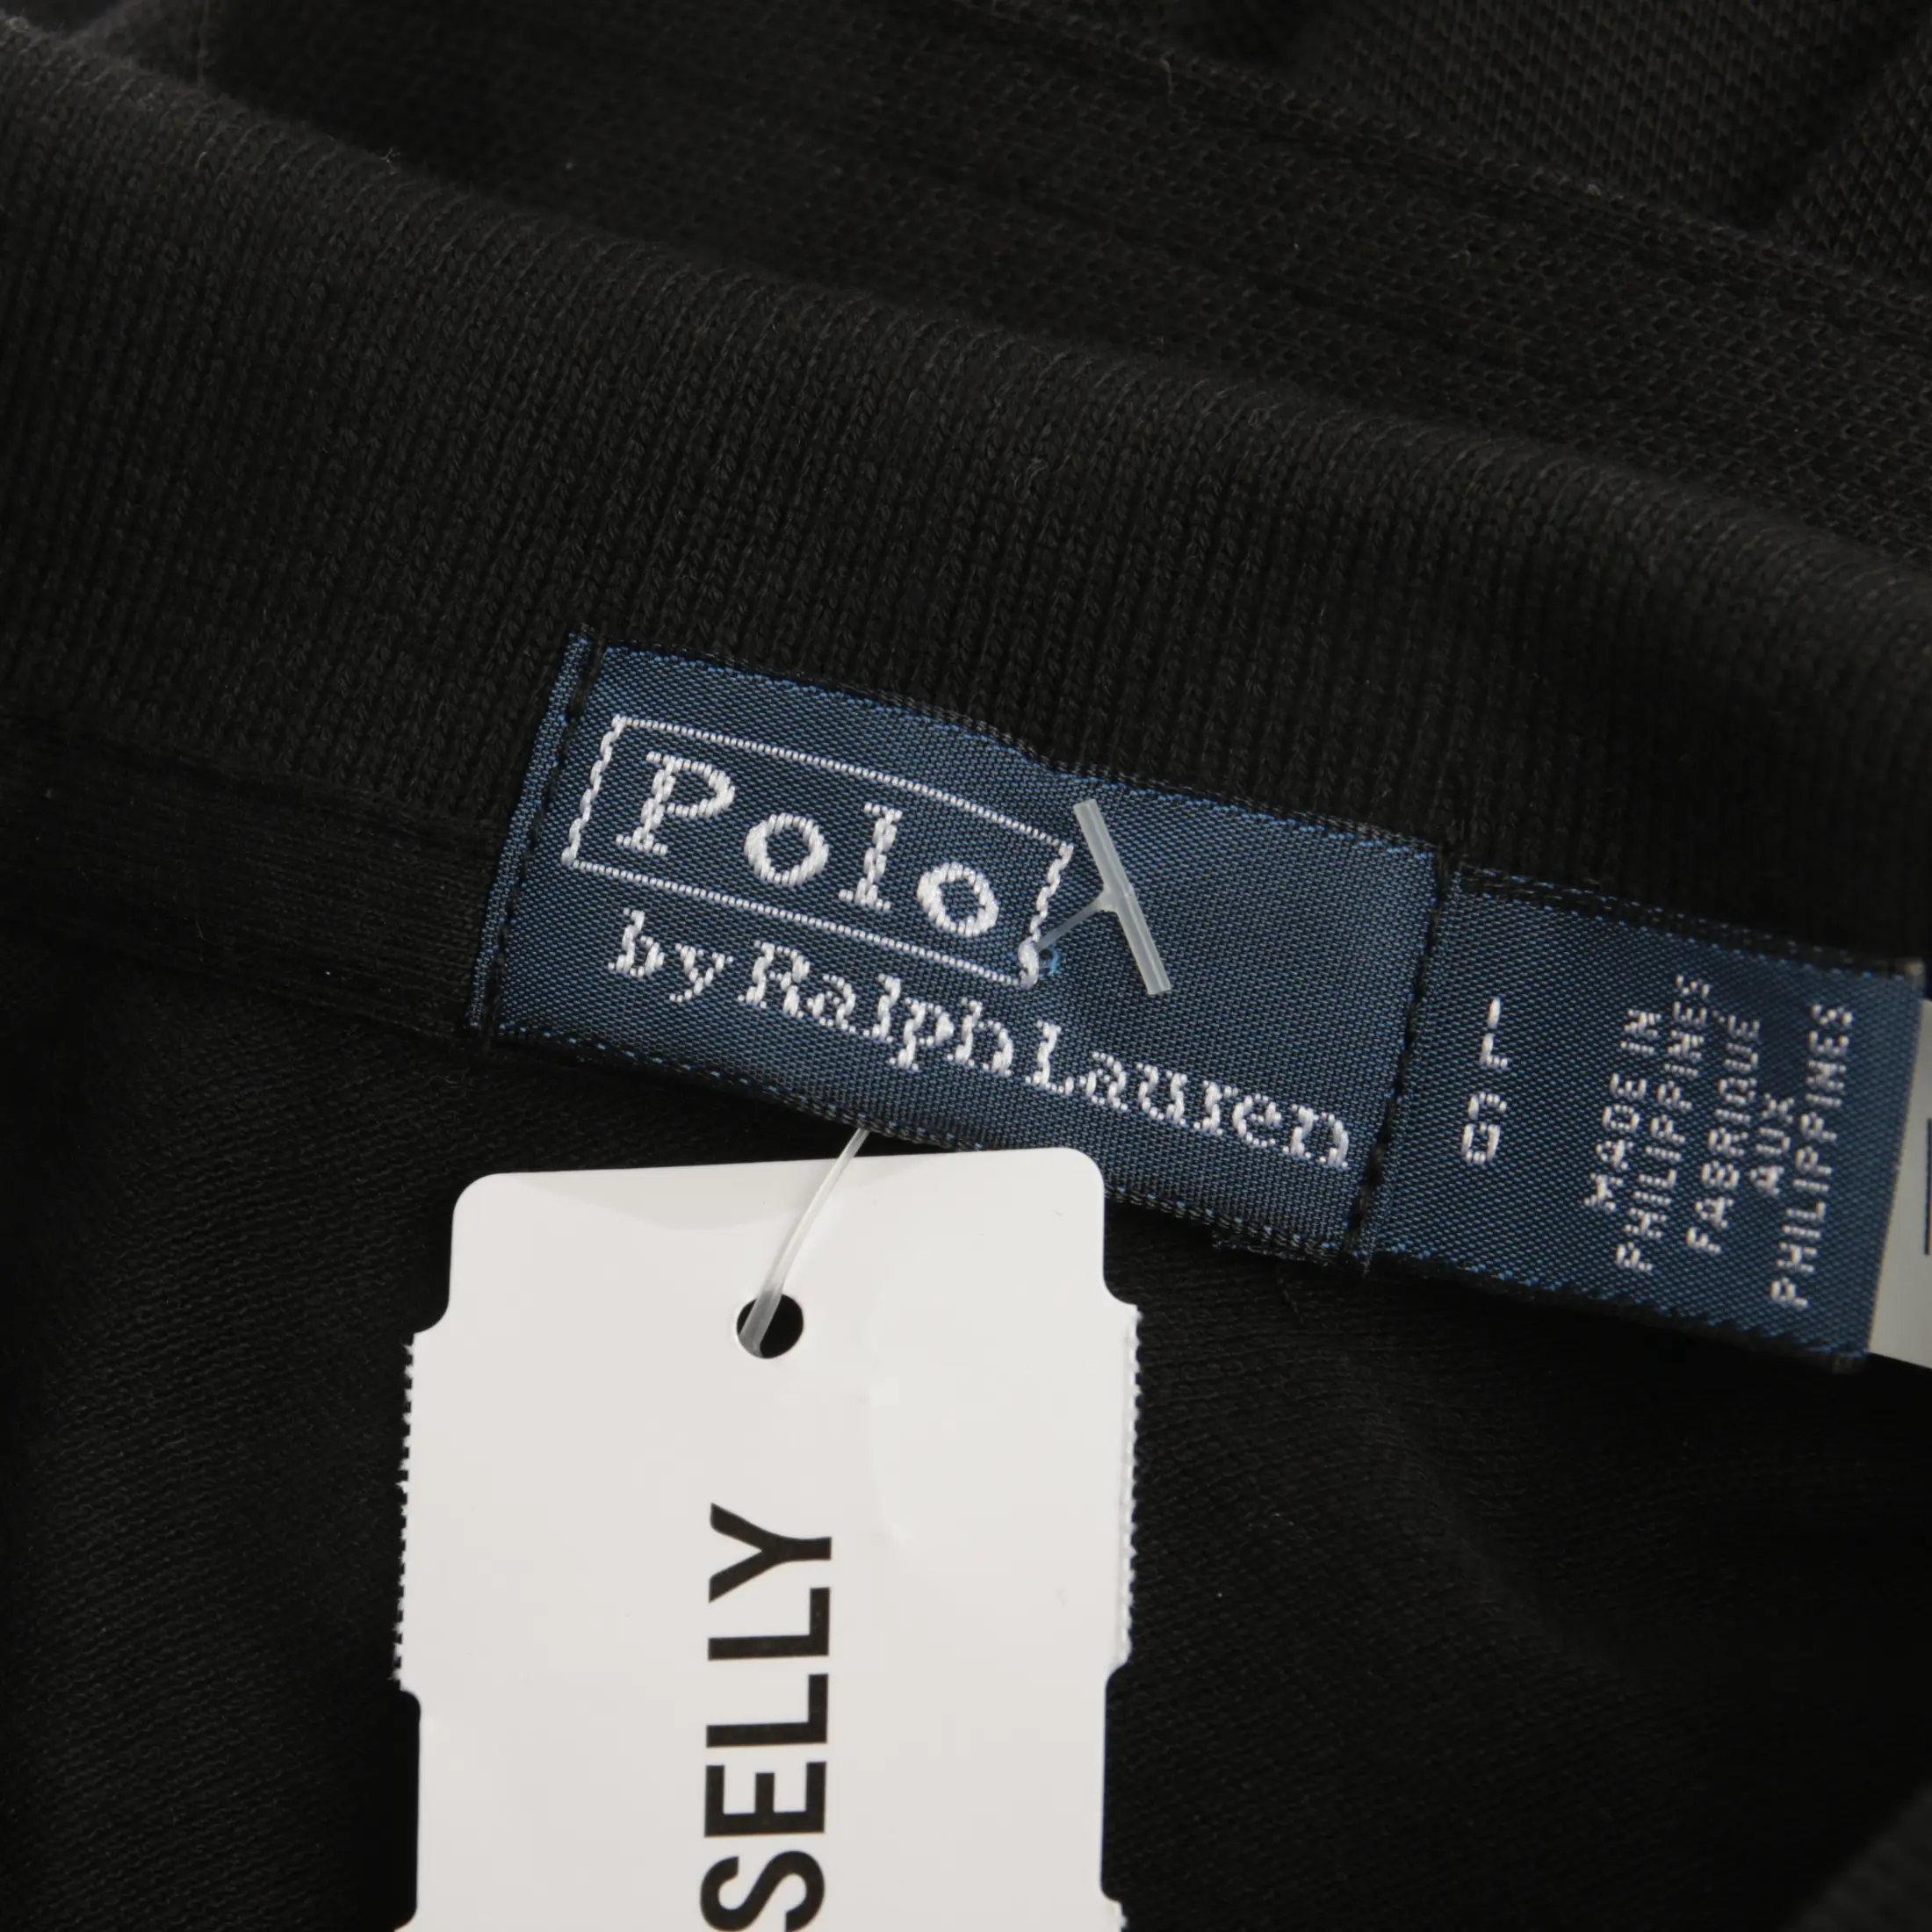 Polo
by Ralph Lauren
L
G
MADE IN
PHILIPPINES
FABRIQUÉ
AUX
PHILIPPINES
SELLY